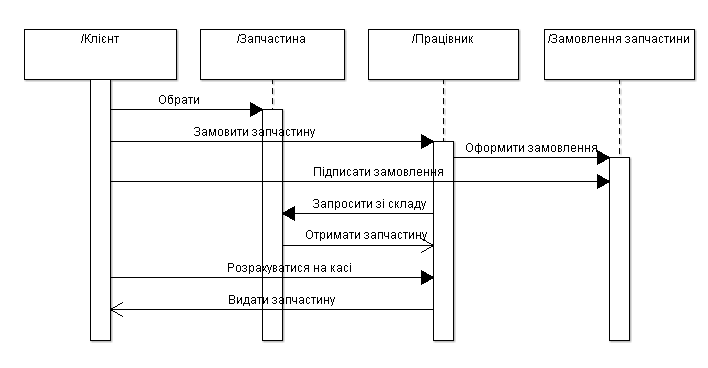 /Клієнт
/Запчастина
/Працівник
/Замовлення запчастини
Обрати
Замовити запчастину
Оформити замовлення
Підписати замовлення
Запросити зі складу
Отримати запчастину
Розрахуватися на касі
Видати запчастину